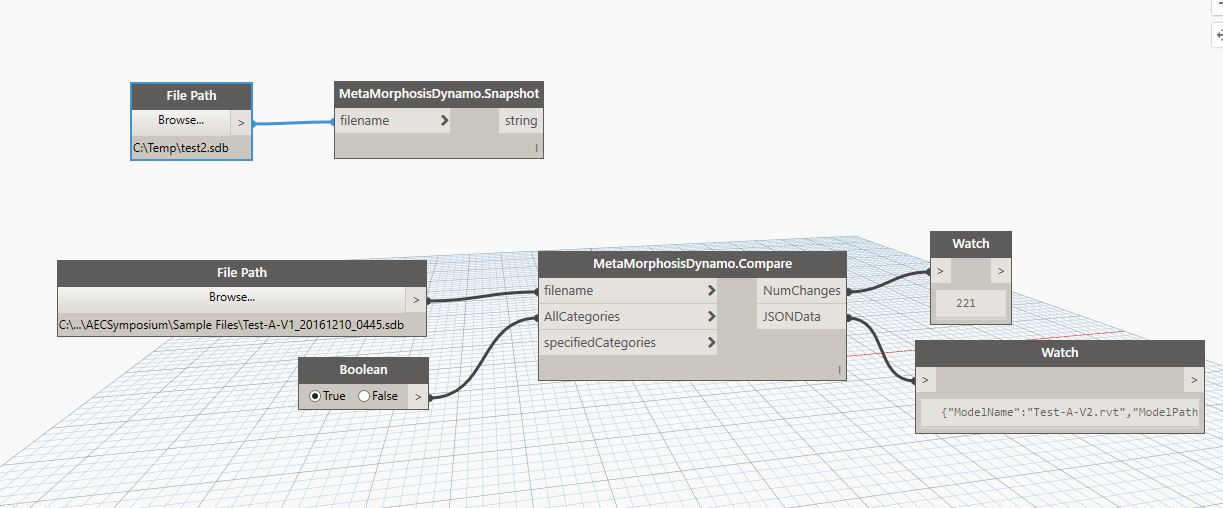 File Path
Browse...
>
C:\Temp\test2.sdb
MetaMorphosisDynamo.Snapshot
filename
string
File Path
Browse...
>
C:\...\AECSymposium\Sample Files\Test-A-V1_20161210_0445.sdb
Boolean
True False >
MetaMorphosisDynamo.Compare
filename > NumChanges
AllCategories > JSONData
specifiedCategories >
Watch
> >
221
Watch
> >
{"ModelName":"Test-A-V2.rvt","ModelPath